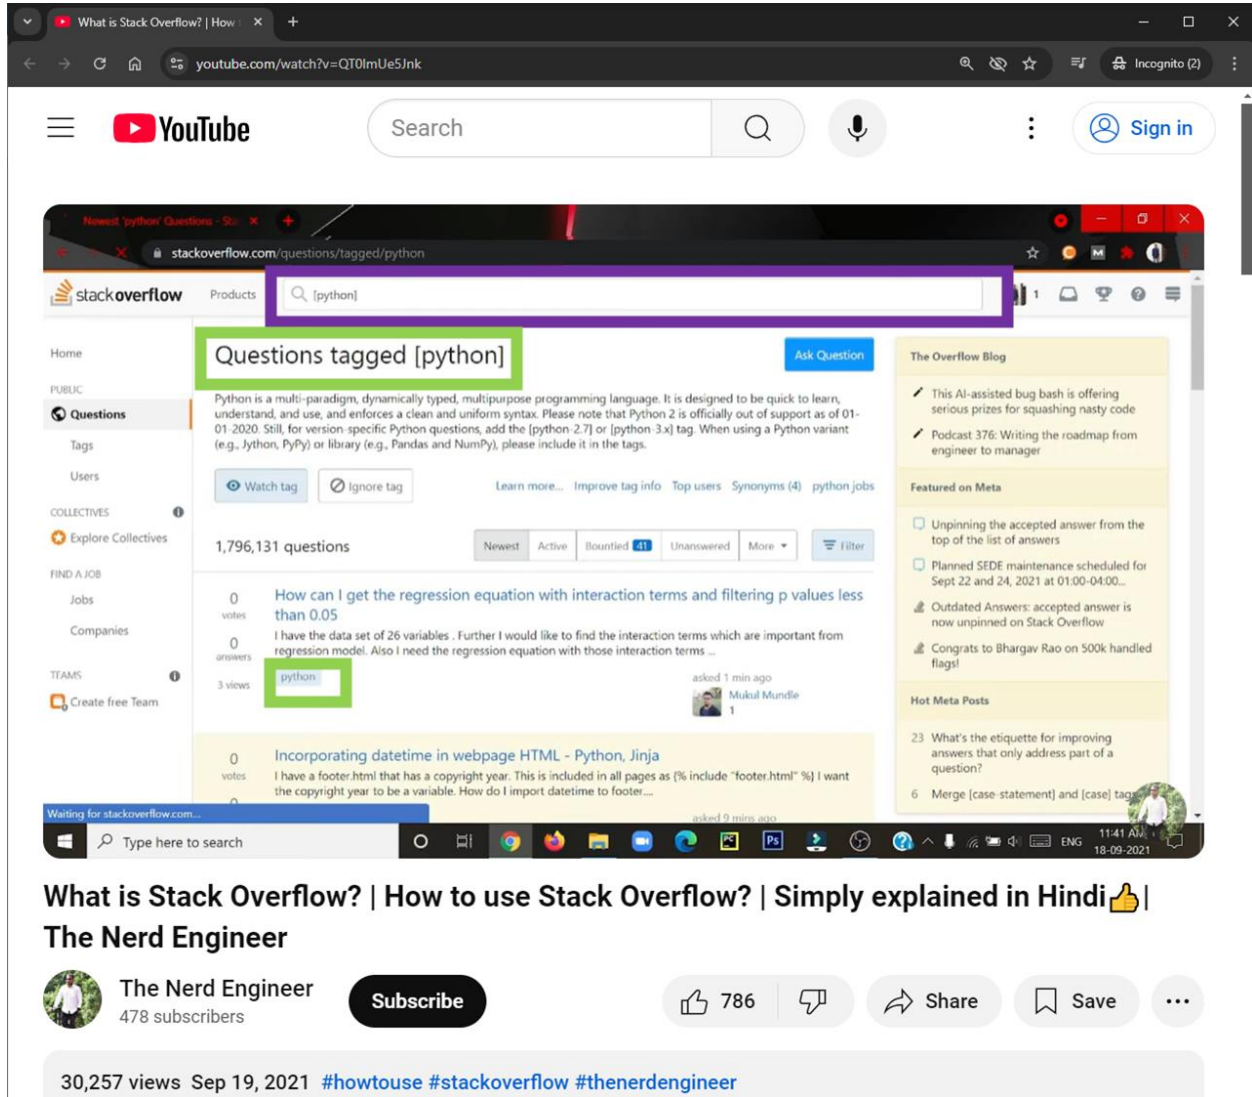 What is Stack Overflow? | How t
youtube.com/watch?v=QT0lmUe5Jnk
Incognito (2)
YouTube
Search
Sign in
Newest 'python' Questions - Sta
stackoverflow.com/questions/tagged/python
stackoverflow
Products
[python]
1
Home
PUBLIC
Questions
Tags
Users
COLLECTIVES
Explore Collectives
FIND A JOB
Jobs
Companies
TEAMS
Create free Team
Questions tagged [python]
Ask Question
Python is a multi-paradigm, dynamically typed, multipurpose programming language. It is designed to be quick to learn,
understand, and use, and enforces a clean and uniform syntax. Please note that Python 2 is officially out of support as of 01-
01-2020. Still, for version-specific Python questions, add the [python-2.7] or [python-3.x] tag. When using a Python variant
(e.g., Jython, PyPy) or library (e.g., Pandas and NumPy), please include it in the tags.
Watch tag
Ignore tag
Learn more... Improve tag info Top users Synonyms (4) python jobs
1,796,131 questions
Newest Active Bountied 41 Unanswered More
Filter
0
votes
0
answers
3 views
How can I get the regression equation with interaction terms and filtering p values less
than 0.05
I have the data set of 26 variables . Further I would like to find the interaction terms which are important from
regression model. Also I need the regression equation with those interaction terms ...
python
asked 1 min ago
Mukul Mundle
1
0
votes
Incorporating datetime in webpage HTML - Python, Jinja
I have a footer.html that has a copyright year. This is included in all pages as {% include "footer.html" %} I want
the copyright year to be a variable. How do I import datetime to footer....
asked 9 mins ago
The Overflow Blog
This AI-assisted bug bash is offering
serious prizes for squashing nasty code
Podcast 376: Writing the roadmap from
engineer to manager
Featured on Meta
Unpinning the accepted answer from the
top of the list of answers
Planned SEDE maintenance scheduled for
Sept 22 and 24, 2021 at 01:00-04:00...
Outdated Answers: accepted answer is
now unpinned on Stack Overflow
Congrats to Bhargav Rao on 500k handled
flags!
Hot Meta Posts
23 What's the etiquette for improving
answers that only address part of a
question?
6 Merge [case-statement] and [case] tags
Waiting for stackoverflow.com...
Type here to search
ENG
11:41 AM
18-09-2021
What is Stack Overflow? | How to use Stack Overflow? | Simply explained in Hindi👍|
The Nerd Engineer
The Nerd Engineer
478 subscribers
Subscribe
786
Share
Save
30,257 views Sep 19, 2021 #howtouse #stackoverflow #thenerdengineer